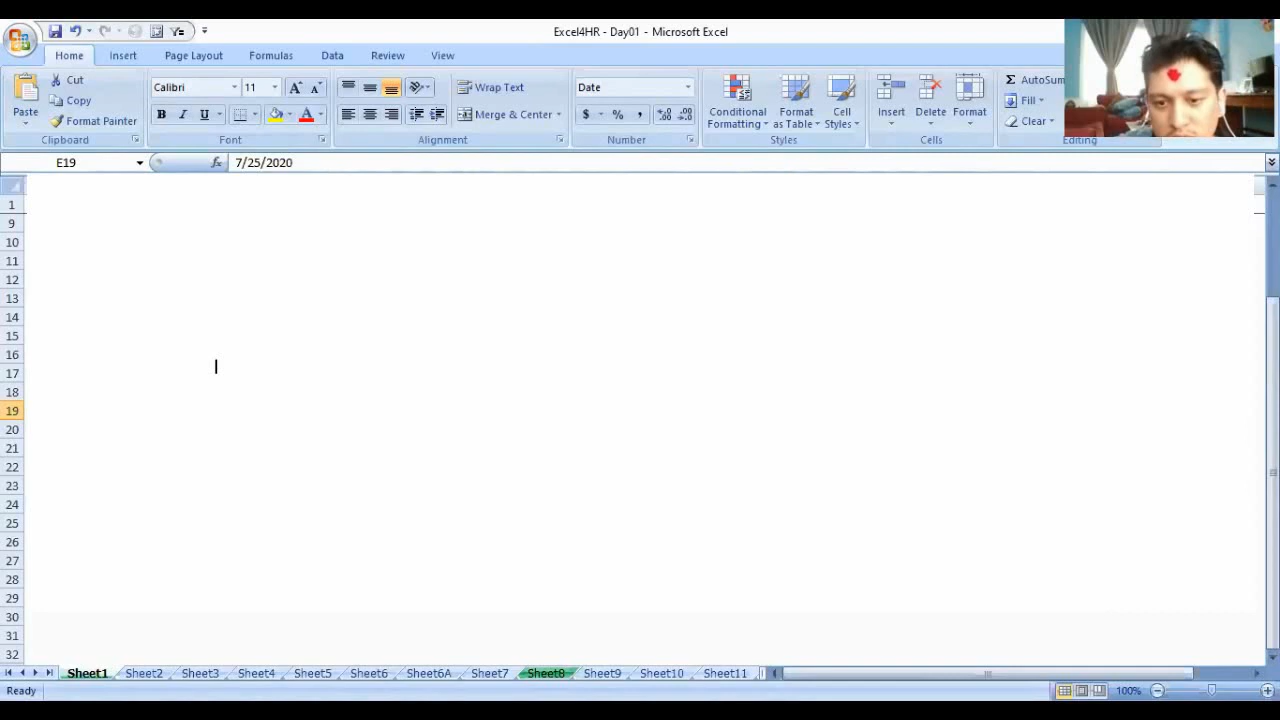 Excel4HR - Day01 - Microsoft Excel
Home Insert Page Layout Formulas Data Review View
Paste
Cut
Copy
Format Painter
Clipboard
Calibri 11
B I U A
Font
Wrap Text
Merge & Center
Alignment
Date
$ % ,
Number
Conditional Formatting
Format as Table
Cell Styles
Styles
Insert
Delete
Format
Cells
Σ AutoSum
Fill
Clear
Editing
E19 fx 7/25/2020
1
9
10
11
12
13
14
15
16
17
18
19
20
21
22
23
24
25
26
27
28
29
30
31
32
Sheet1 Sheet2 Sheet3 Sheet4 Sheet5 Sheet6 Sheet6A Sheet7 Sheet8 Sheet9 Sheet10 Sheet11
Ready 100%